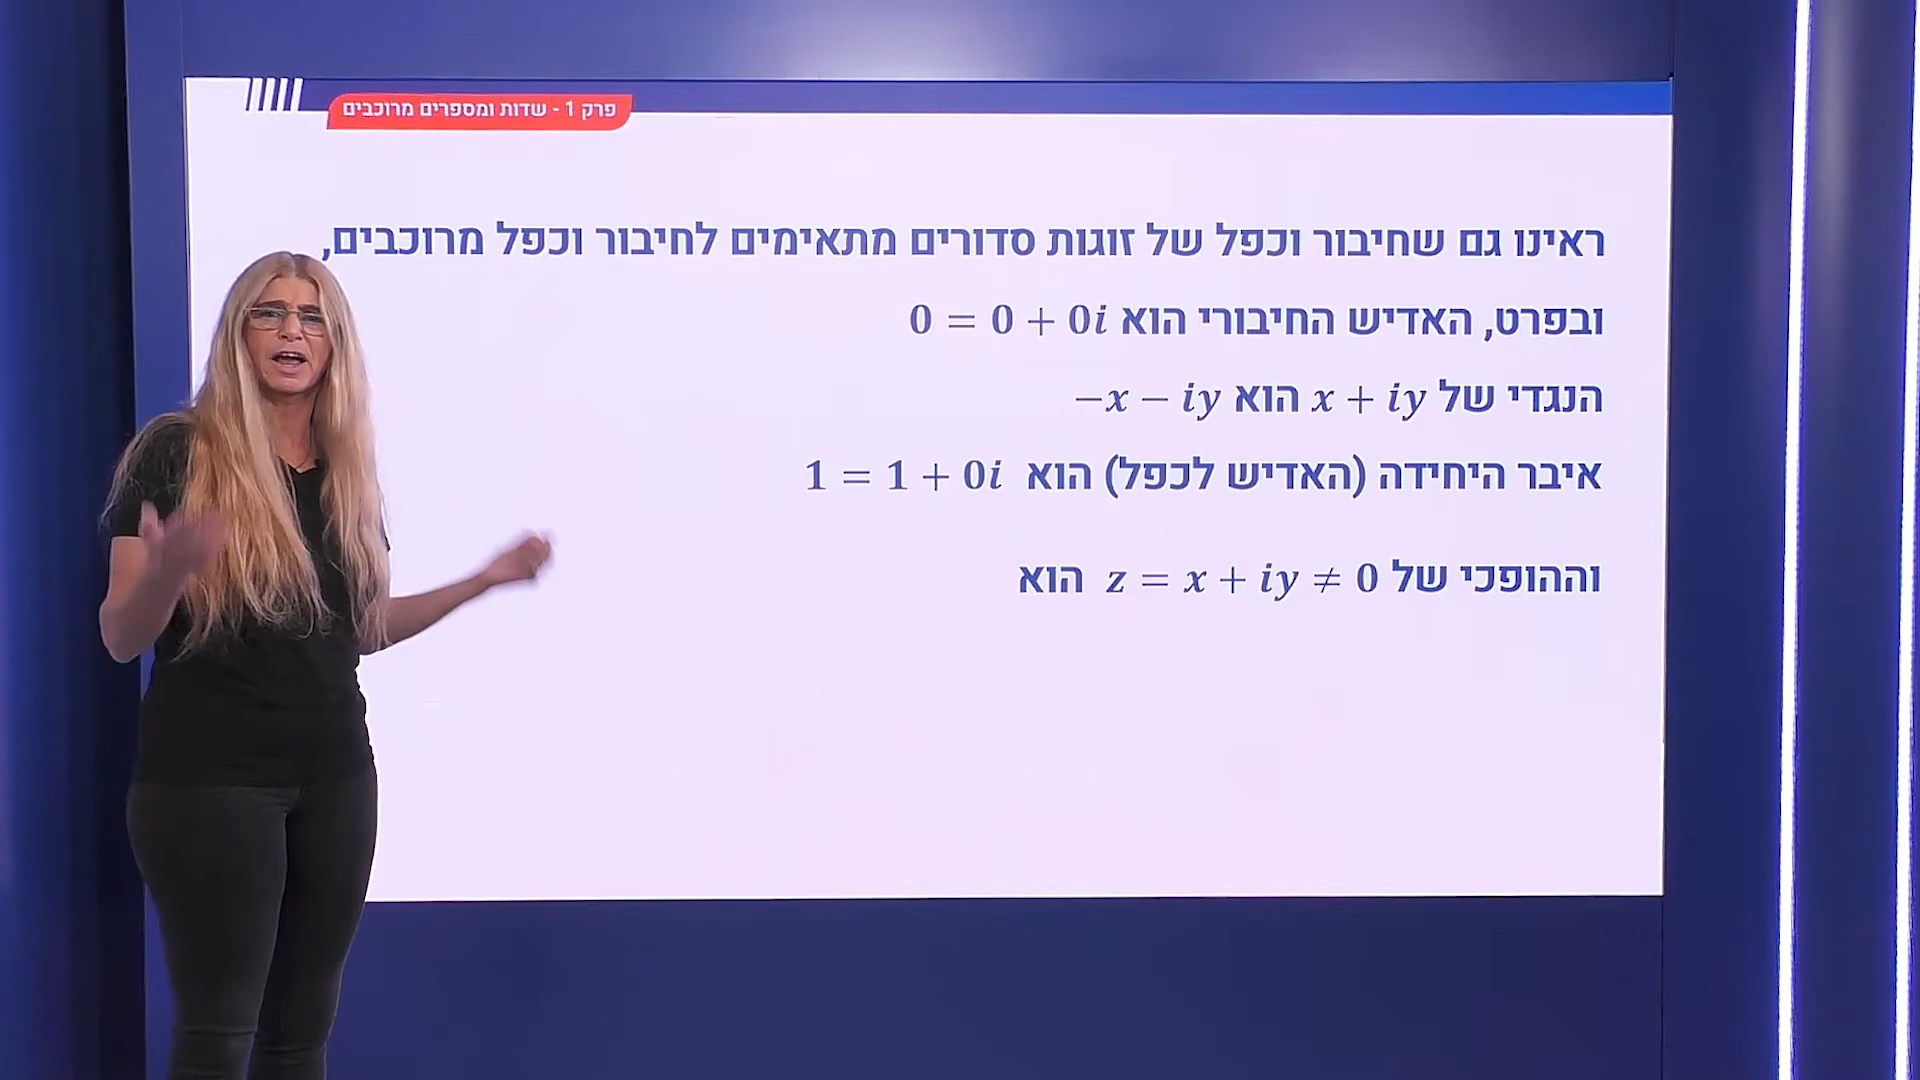 פרק 1 - שדות ומספרים מרוכבים
ראינו גם שחיבור וכפל של זוגות סדורים מתאימים לחיבור וכפל מרוכבים,
ובפרט, האדיש החיבורי הוא 0 = 0 + 0i
הנגדי של x + iy הוא −x − iy
איבר היחידה (האדיש לכפל) הוא 1 = 1 + 0i
וההופכי של z = x + iy ≠ 0 הוא